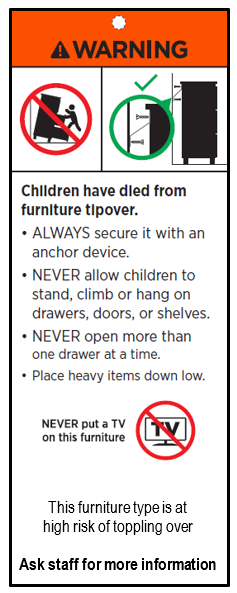 ⚠WARNING
Children have died from
furniture tipover.
• ALWAYS secure it with an
anchor device.
• NEVER allow children to
stand, climb or hang on
drawers, doors, or shelves.
• NEVER open more than
one drawer at a time.
• Place heavy items down low.
NEVER put a TV
on this furniture
TV
This furniture type is at
high risk of toppling over
Ask staff for more information